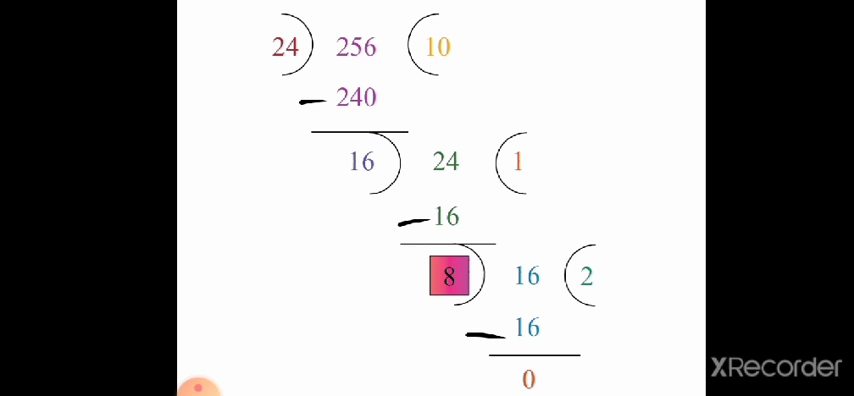 24 ) 256 ( 10
- 240
16 ) 24 ( 1
- 16
8 ) 16 ( 2
- 16
0
XRecorder